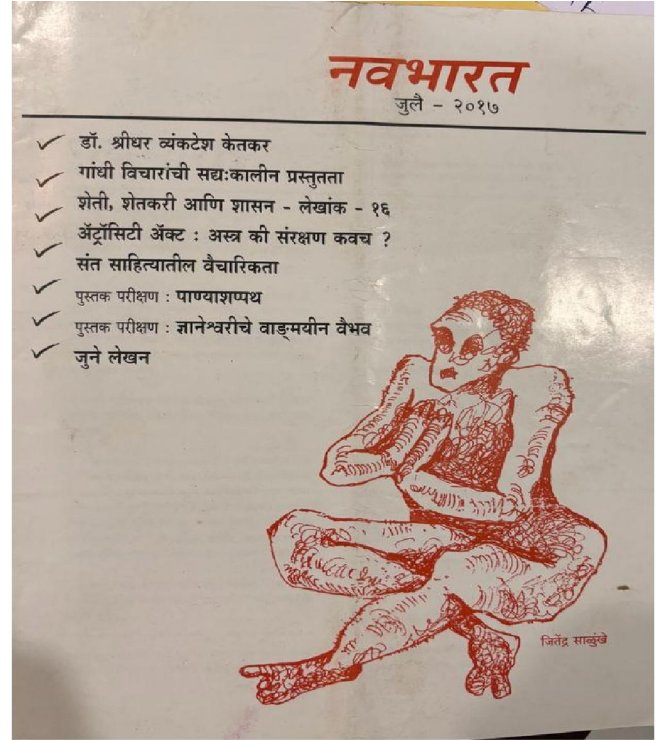 नवभारत
जुलै - २०१७
डॉ. श्रीधर व्यंकटेश केतकर
गांधी विचारांची सद्यःकालीन प्रस्तुतता
शेती, शेतकरी आणि शासन - लेखांक - १६
ॲट्रॉसिटी ॲक्ट : अस्त्र की संरक्षण कवच ?
संत साहित्यातील वैचारिकता
पुस्तक परीक्षण : पाण्याशप्पथ
पुस्तक परीक्षण : ज्ञानेश्वरीचे वाङ्मयीन वैभव
जुने लेखन
जितेंद्र साळुंखे